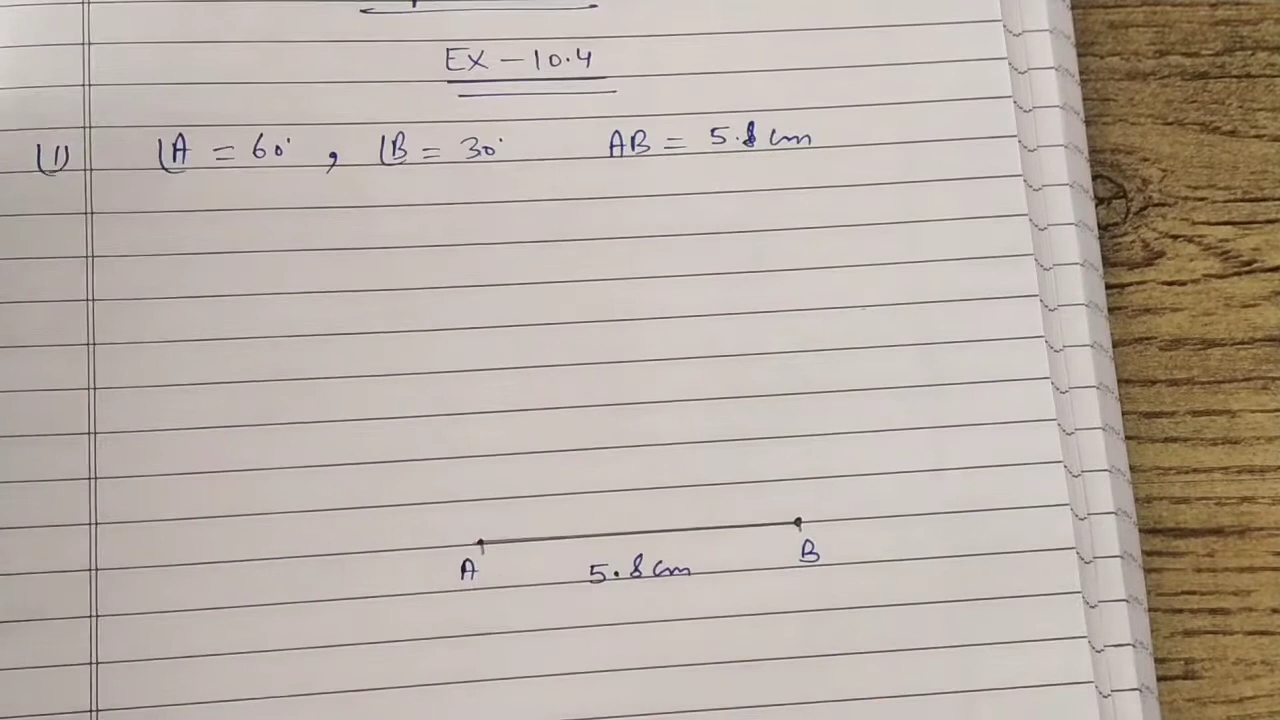 EX - 10.4
(1) ∠A = 60°, ∠B = 30° AB = 5.8 cm
A 5.8 cm B